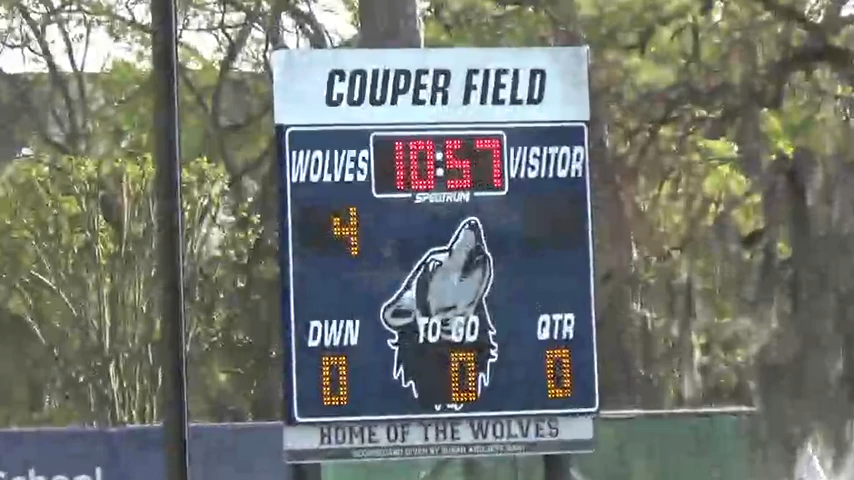 COUPER FIELD
WOLVES 10:57 VISITOR
SPECTRUM
4
DWN TO GO QTR
0 0 0
HOME OF THE WOLVES
School